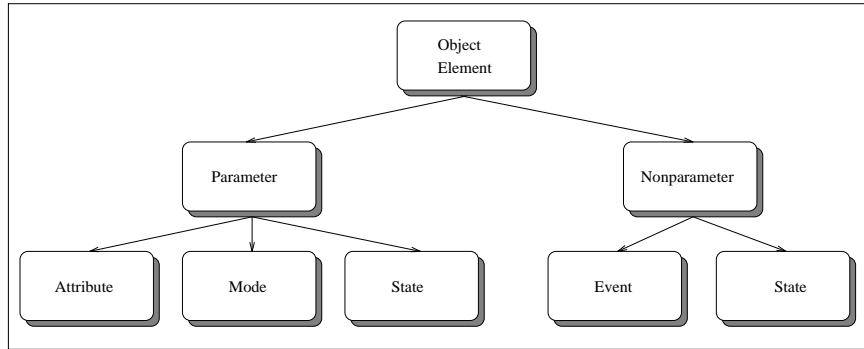 Object
Element
Parameter
Nonparameter
Attribute
Mode
State
Event
State